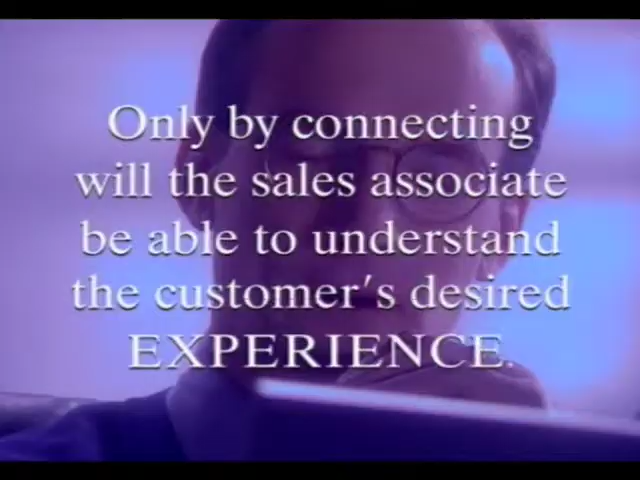 Only by connecting
will the sales associate
be able to understand
the customer's desired
EXPERIENCE.